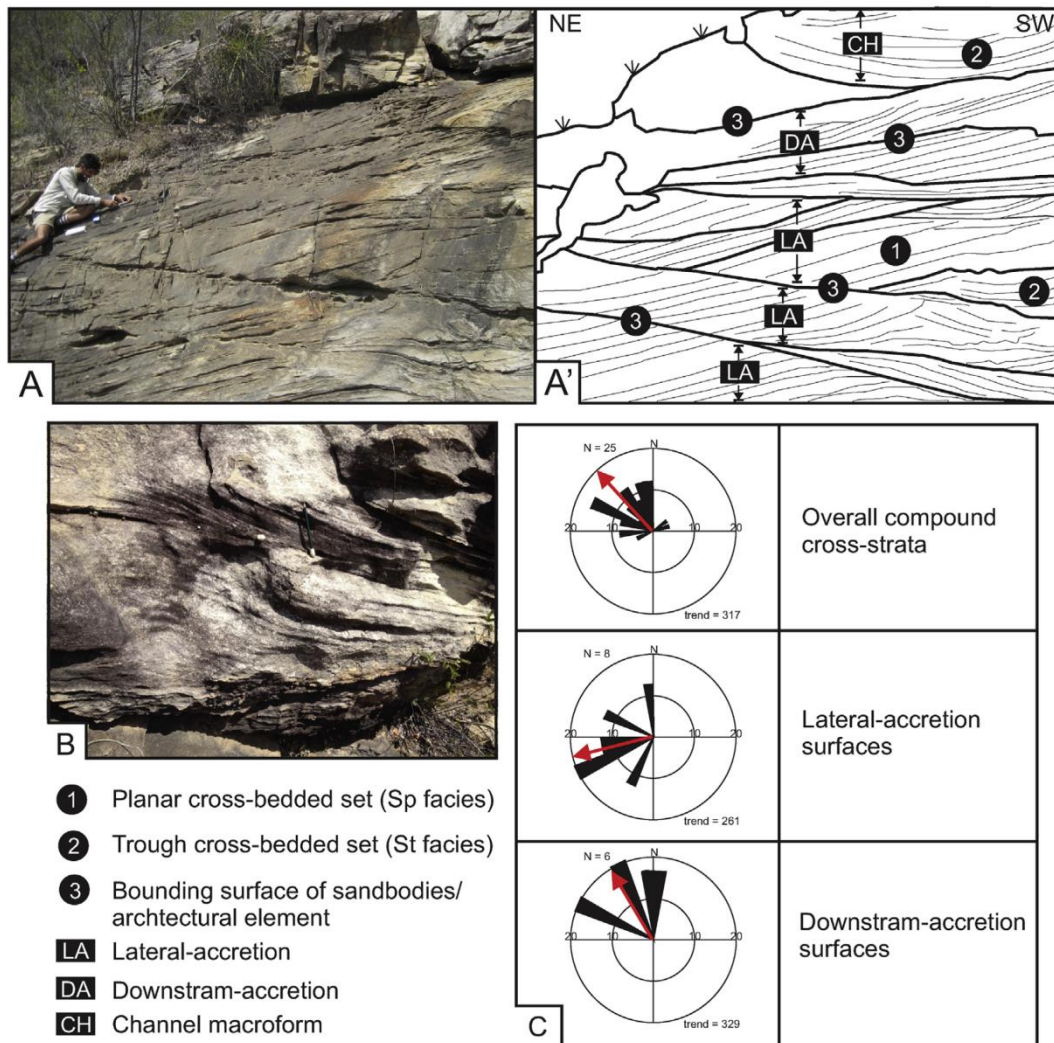 NE
SW
CH
2
3
DA
3
LA
1
2
3
3
LA
LA
A
A'
B
N = 25
N
20
10
10
20
trend = 317
Overall compound
cross-strata
N = 8
N
20
10
10
20
trend = 261
Lateral-accretion
surfaces
N = 6
N
20
10
10
20
trend = 329
Downstram-accretion
surfaces
C
1 Planar cross-bedded set (Sp facies)
2 Trough cross-bedded set (St facies)
3 Bounding surface of sandbodies/
archtectural element
LA Lateral-accretion
DA Downstram-accretion
CH Channel macroform